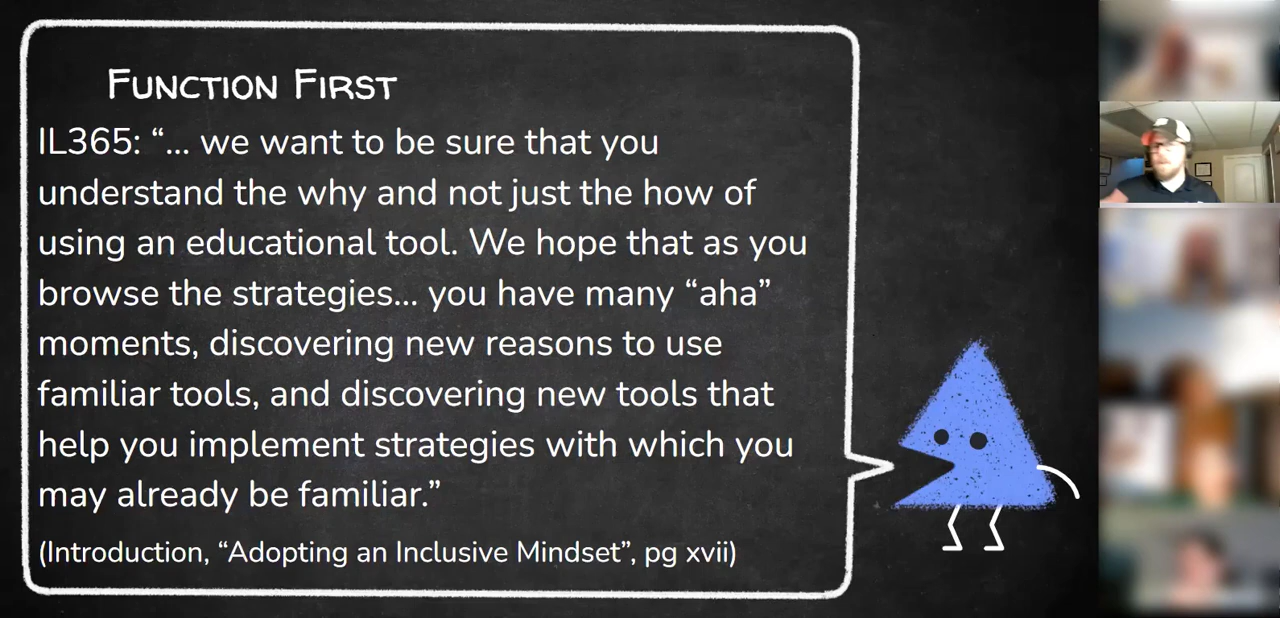 Function First
IL365: “... we want to be sure that you
understand the why and not just the how of
using an educational tool. We hope that as you
browse the strategies... you have many “aha”
moments, discovering new reasons to use
familiar tools, and discovering new tools that
help you implement strategies with which you
may already be familiar.”
(Introduction, “Adopting an Inclusive Mindset”, pg xvii)